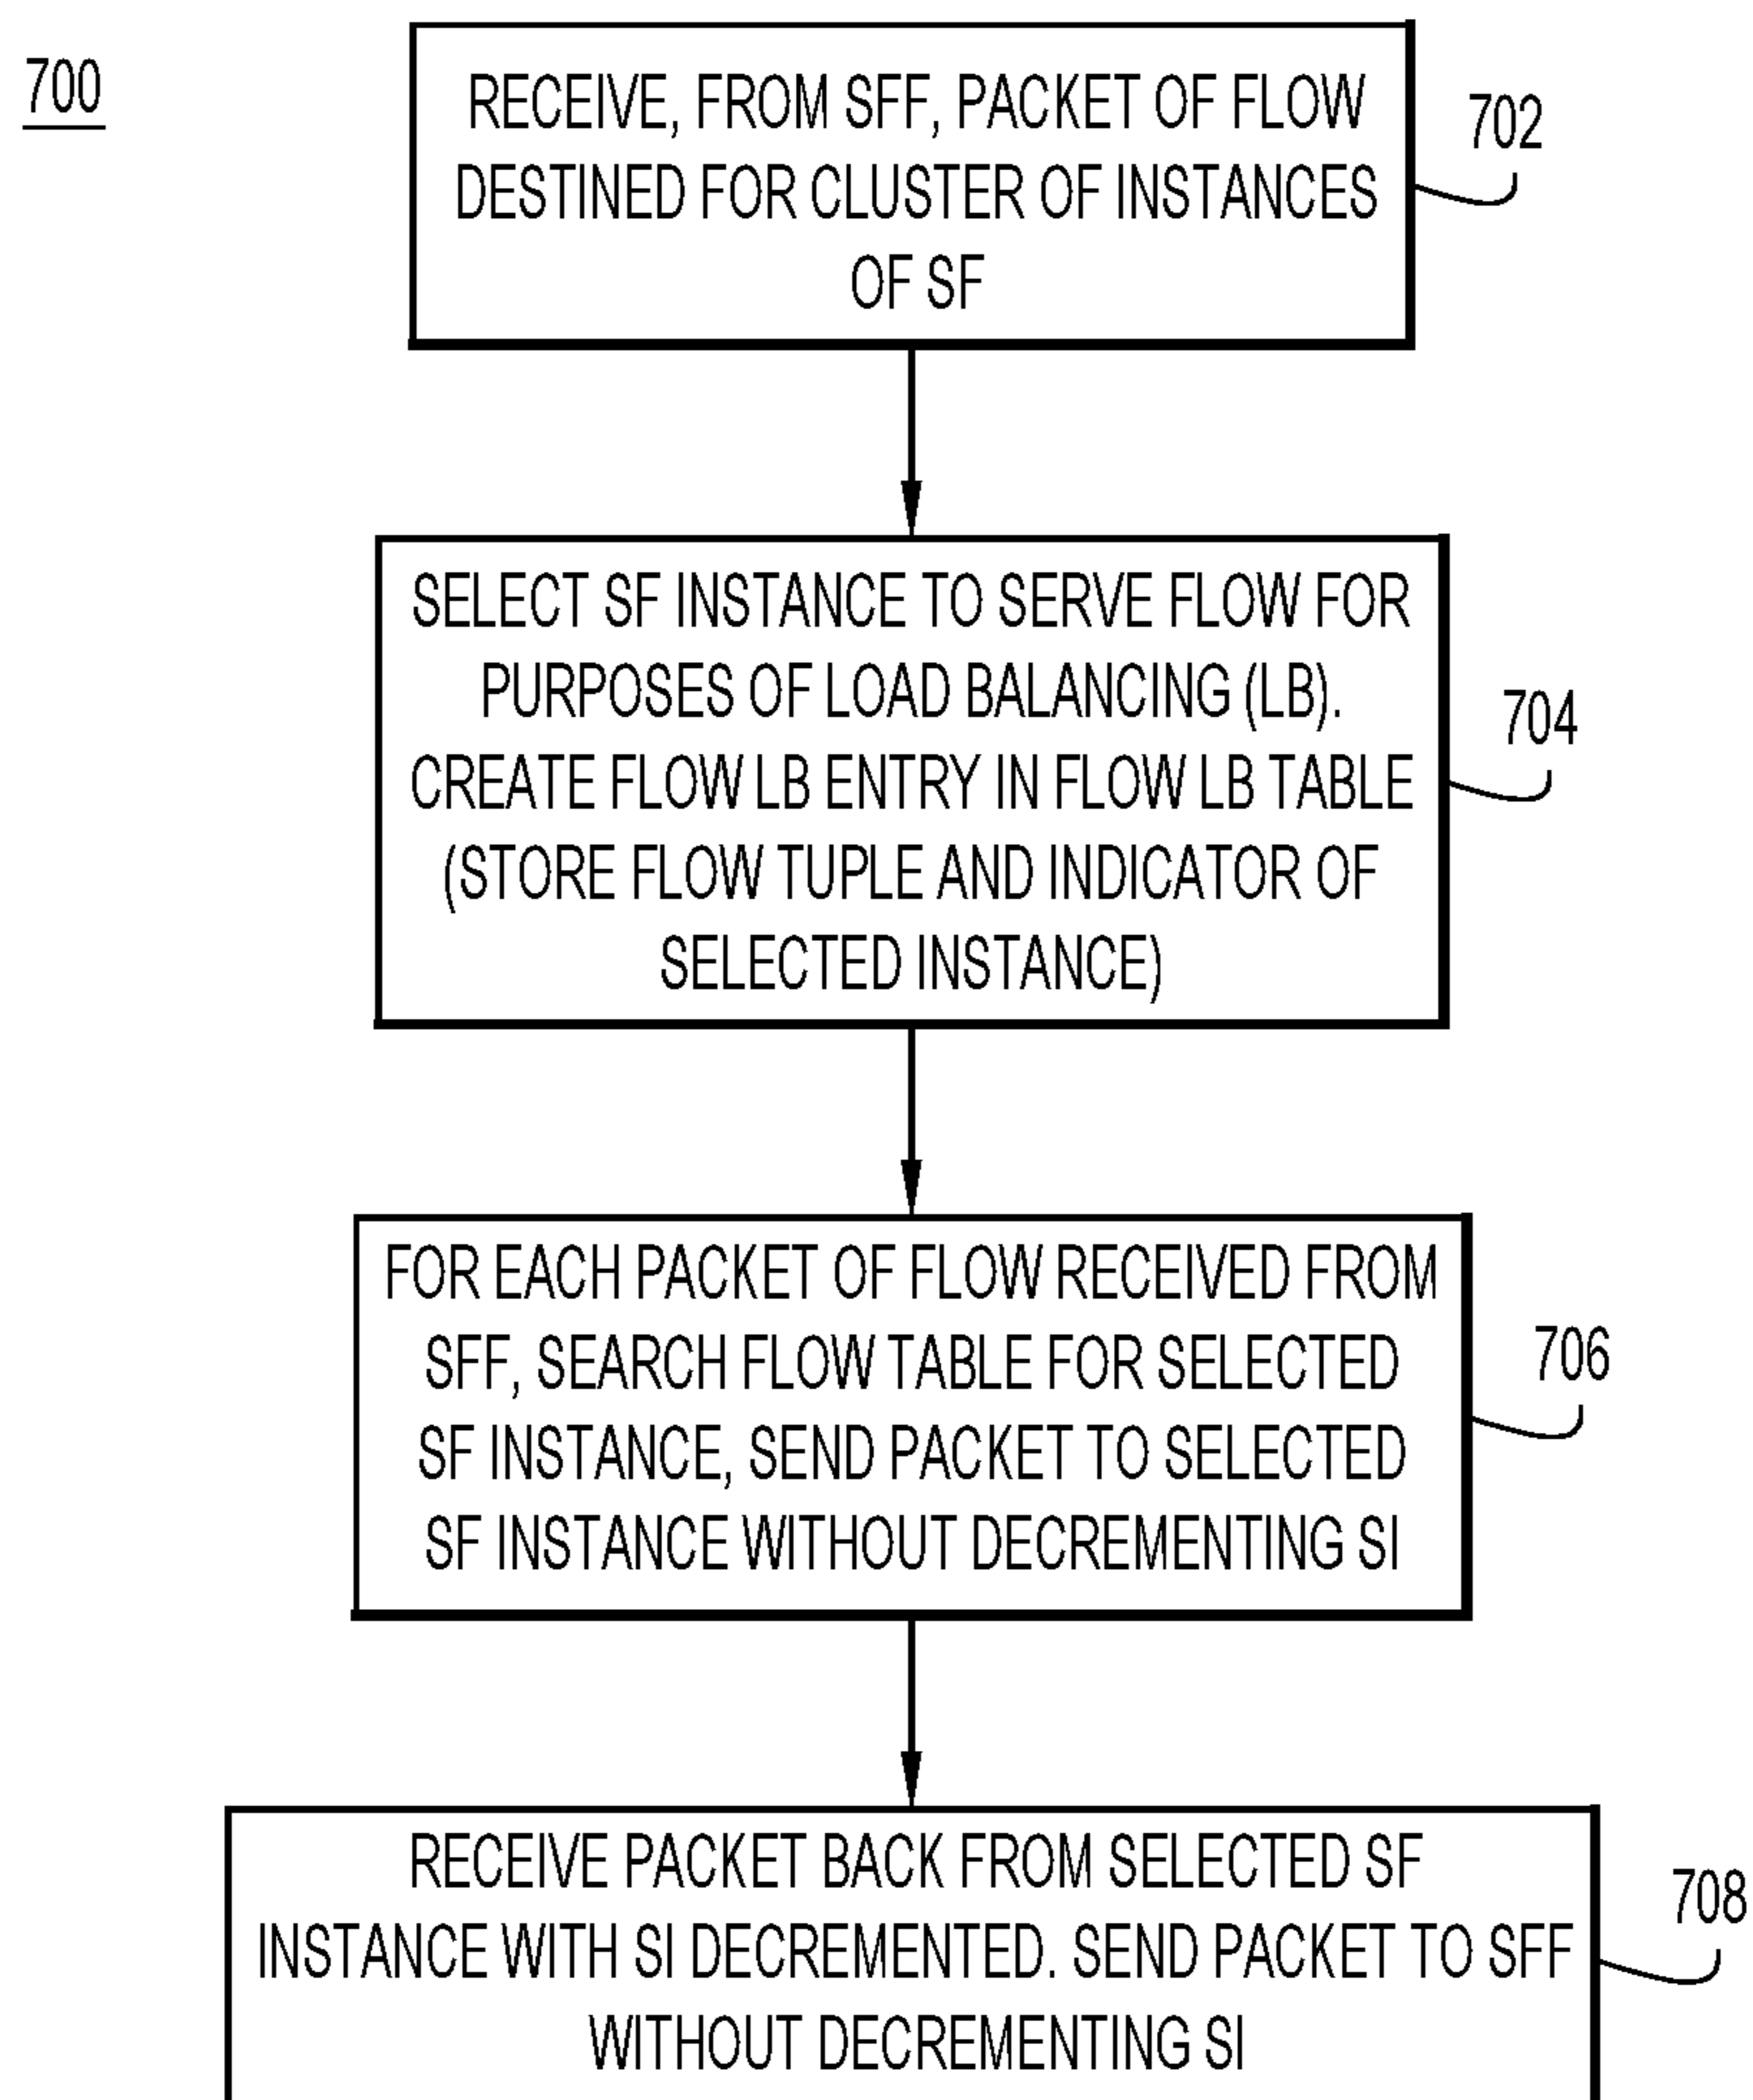 700
RECEIVE, FROM SFF, PACKET OF FLOW
DESTINED FOR CLUSTER OF INSTANCES
OF SF
702
SELECT SF INSTANCE TO SERVE FLOW FOR
PURPOSES OF LOAD BALANCING (LB).
CREATE FLOW LB ENTRY IN FLOW LB TABLE
(STORE FLOW TUPLE AND INDICATOR OF
SELECTED INSTANCE)
704
FOR EACH PACKET OF FLOW RECEIVED FROM
SFF, SEARCH FLOW TABLE FOR SELECTED
SF INSTANCE, SEND PACKET TO SELECTED
SF INSTANCE WITHOUT DECREMENTING SI
706
RECEIVE PACKET BACK FROM SELECTED SF
INSTANCE WITH SI DECREMENTED. SEND PACKET TO SFF
WITHOUT DECREMENTING SI
708